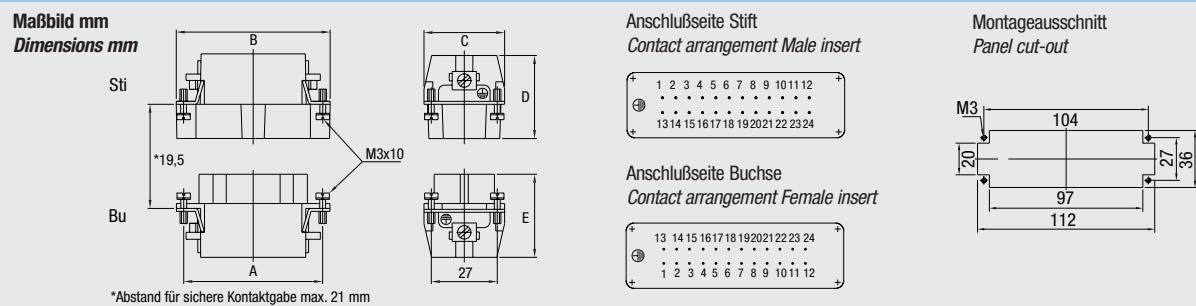 Maßbild mm
Dimensions mm
Sti
Bu
B
*19,5
A
M3x10
C
D
E
27
*Abstand für sichere Kontaktgabe max. 21 mm
Anschlußseite Stift
Contact arrangement Male insert
1 2 3 4 5 6 7 8 9 10 11 12
13 14 15 16 17 18 19 20 21 22 23 24
Anschlußseite Buchse
Contact arrangement Female insert
13 14 15 16 17 18 19 20 21 22 23 24
1 2 3 4 5 6 7 8 9 10 11 12
Montageausschnitt
Panel cut-out
M3
104
20
27
36
97
112